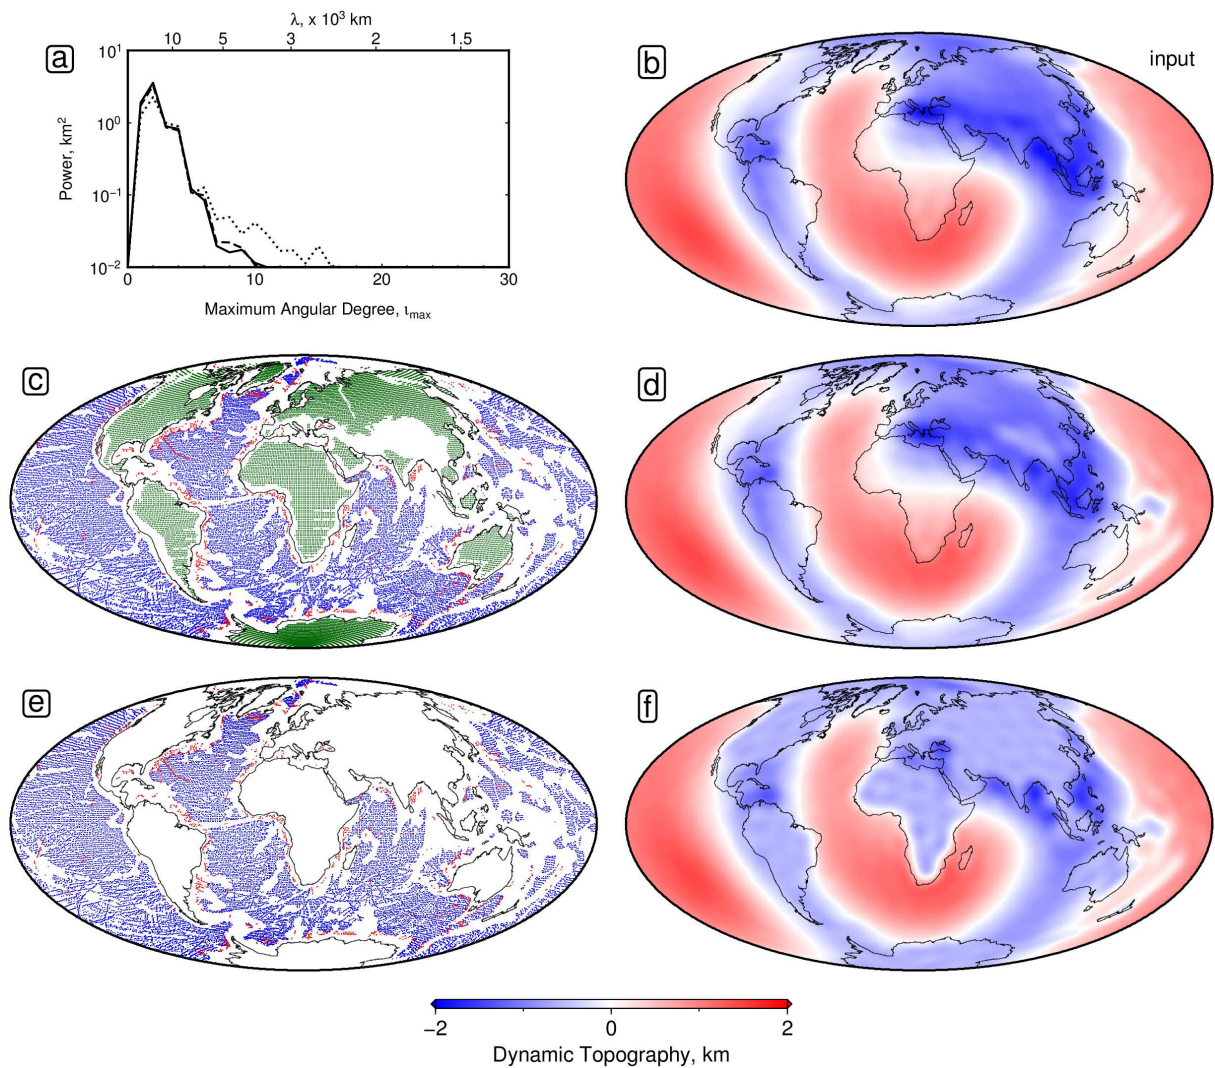 λ, x 10³ km
10 5 3 2 1.5
a
10¹
10⁰
10⁻¹
10⁻²
Power, km²
0 10 20 30
Maximum Angular Degree, ιmax
b
input
c
d
e
f
−2 0 2
Dynamic Topography, km